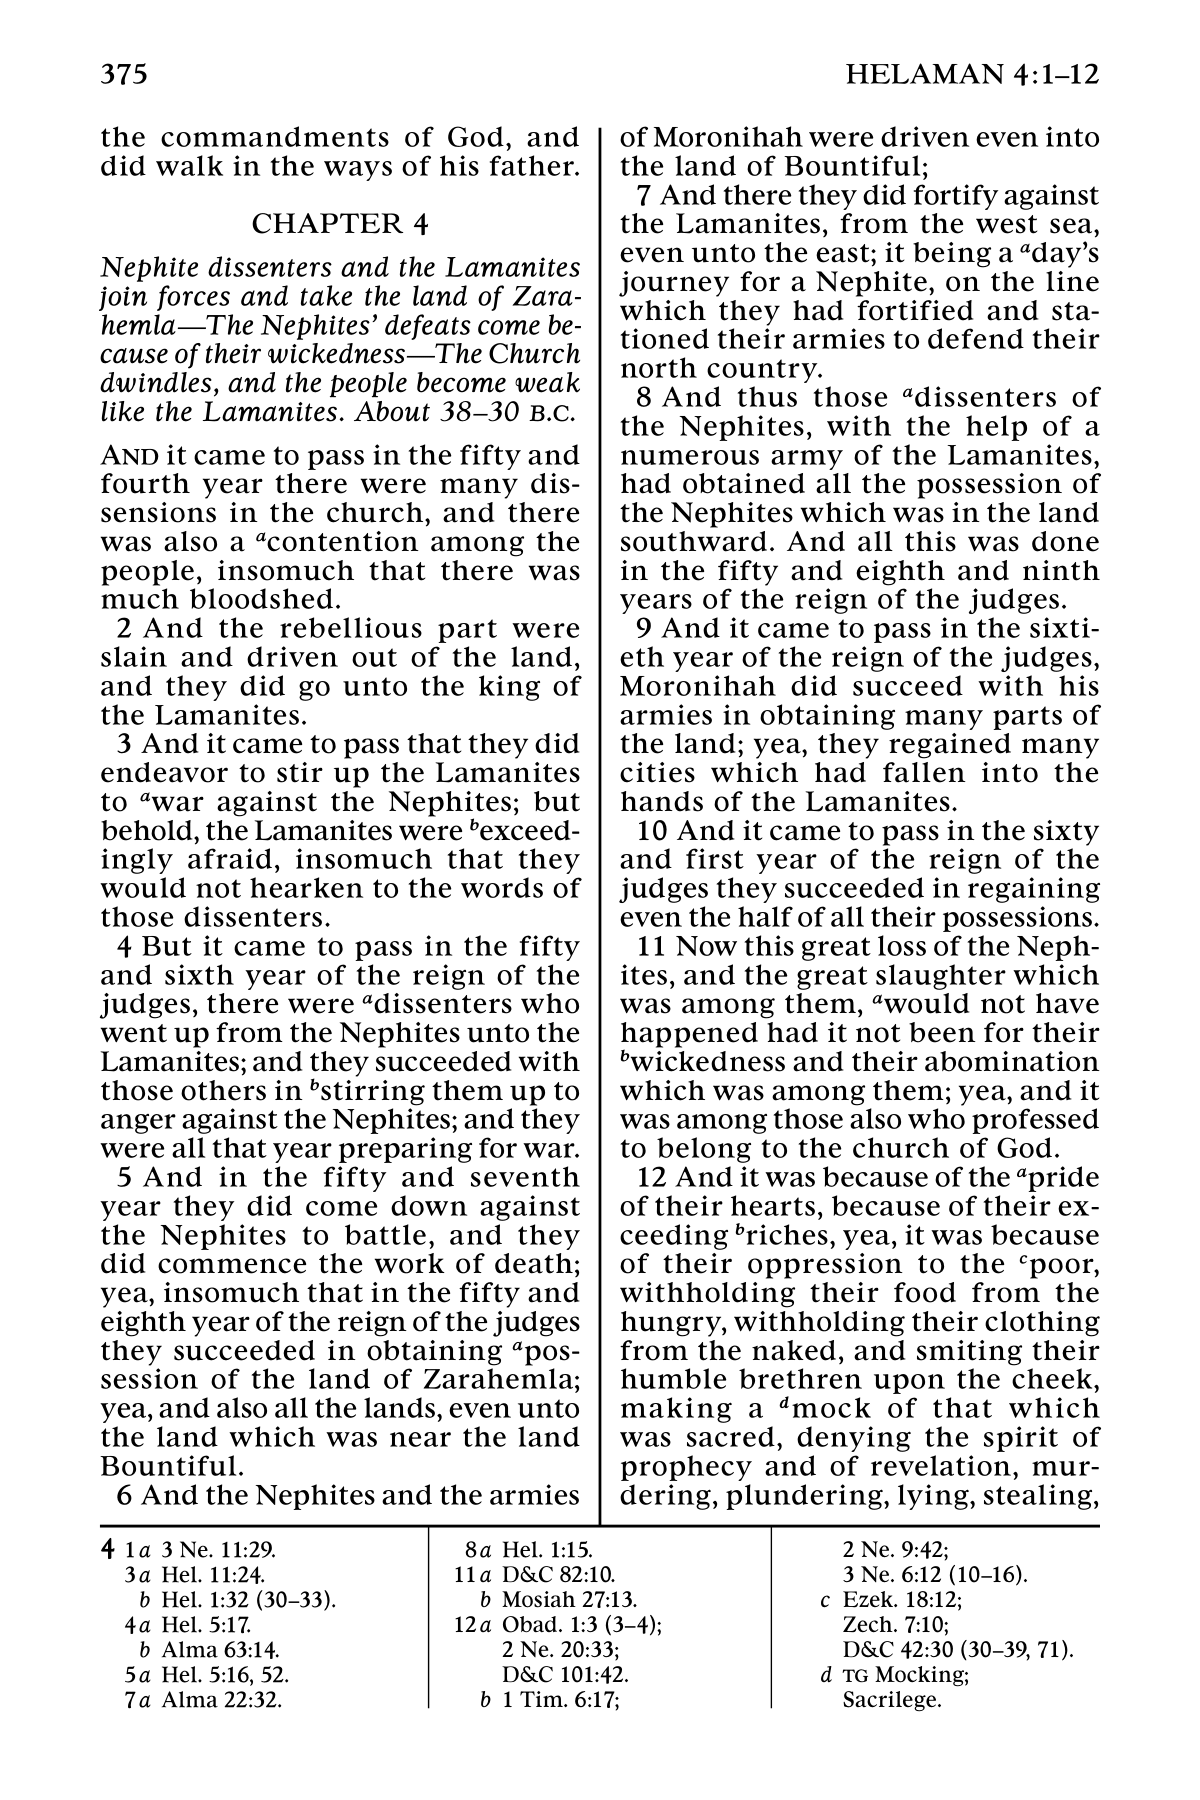 375
HELAMAN 4:1–12
the commandments of God, and
did walk in the ways of his father.
CHAPTER 4
Nephite dissenters and the Lamanites
join forces and take the land of Zara-
hemla—The Nephites’ defeats come be-
cause of their wickedness—The Church
dwindles, and the people become weak
like the Lamanites. About 38–30 B.C.
AND it came to pass in the fifty and
fourth year there were many dis-
sensions in the church, and there
was also a acontention among the
people, insomuch that there was
much bloodshed.
2 And the rebellious part were
slain and driven out of the land,
and they did go unto the king of
the Lamanites.
3 And it came to pass that they did
endeavor to stir up the Lamanites
to awar against the Nephites; but
behold, the Lamanites were bexceed-
ingly afraid, insomuch that they
would not hearken to the words of
those dissenters.
4 But it came to pass in the fifty
and sixth year of the reign of the
judges, there were adissenters who
went up from the Nephites unto the
Lamanites; and they succeeded with
those others in bstirring them up to
anger against the Nephites; and they
were all that year preparing for war.
5 And in the fifty and seventh
year they did come down against
the Nephites to battle, and they
did commence the work of death;
yea, insomuch that in the fifty and
eighth year of the reign of the judges
they succeeded in obtaining apos-
session of the land of Zarahemla;
yea, and also all the lands, even unto
the land which was near the land
Bountiful.
6 And the Nephites and the armies
of Moronihah were driven even into
the land of Bountiful;
7 And there they did fortify against
the Lamanites, from the west sea,
even unto the east; it being a aday’s
journey for a Nephite, on the line
which they had fortified and sta-
tioned their armies to defend their
north country.
8 And thus those adissenters of
the Nephites, with the help of a
numerous army of the Lamanites,
had obtained all the possession of
the Nephites which was in the land
southward. And all this was done
in the fifty and eighth and ninth
years of the reign of the judges.
9 And it came to pass in the sixti-
eth year of the reign of the judges,
Moronihah did succeed with his
armies in obtaining many parts of
the land; yea, they regained many
cities which had fallen into the
hands of the Lamanites.
10 And it came to pass in the sixty
and first year of the reign of the
judges they succeeded in regaining
even the half of all their possessions.
11 Now this great loss of the Neph-
ites, and the great slaughter which
was among them, awould not have
happened had it not been for their
bwickedness and their abomination
which was among them; yea, and it
was among those also who professed
to belong to the church of God.
12 And it was because of the apride
of their hearts, because of their ex-
ceeding briches, yea, it was because
of their oppression to the cpoor,
withholding their food from the
hungry, withholding their clothing
from the naked, and smiting their
humble brethren upon the cheek,
making a dmock of that which
was sacred, denying the spirit of
prophecy and of revelation, mur-
dering, plundering, lying, stealing,
4 1a 3 Ne. 11:29.
3a Hel. 11:24.
b Hel. 1:32 (30–33).
4a Hel. 5:17.
b Alma 63:14.
5a Hel. 5:16, 52.
7a Alma 22:32.
8a Hel. 1:15.
11a D&C 82:10.
b Mosiah 27:13.
12a Obad. 1:3 (3–4);
2 Ne. 20:33;
D&C 101:42.
b 1 Tim. 6:17;
2 Ne. 9:42;
3 Ne. 6:12 (10–16).
c Ezek. 18:12;
Zech. 7:10;
D&C 42:30 (30–39, 71).
d TG Mocking;
Sacrilege.